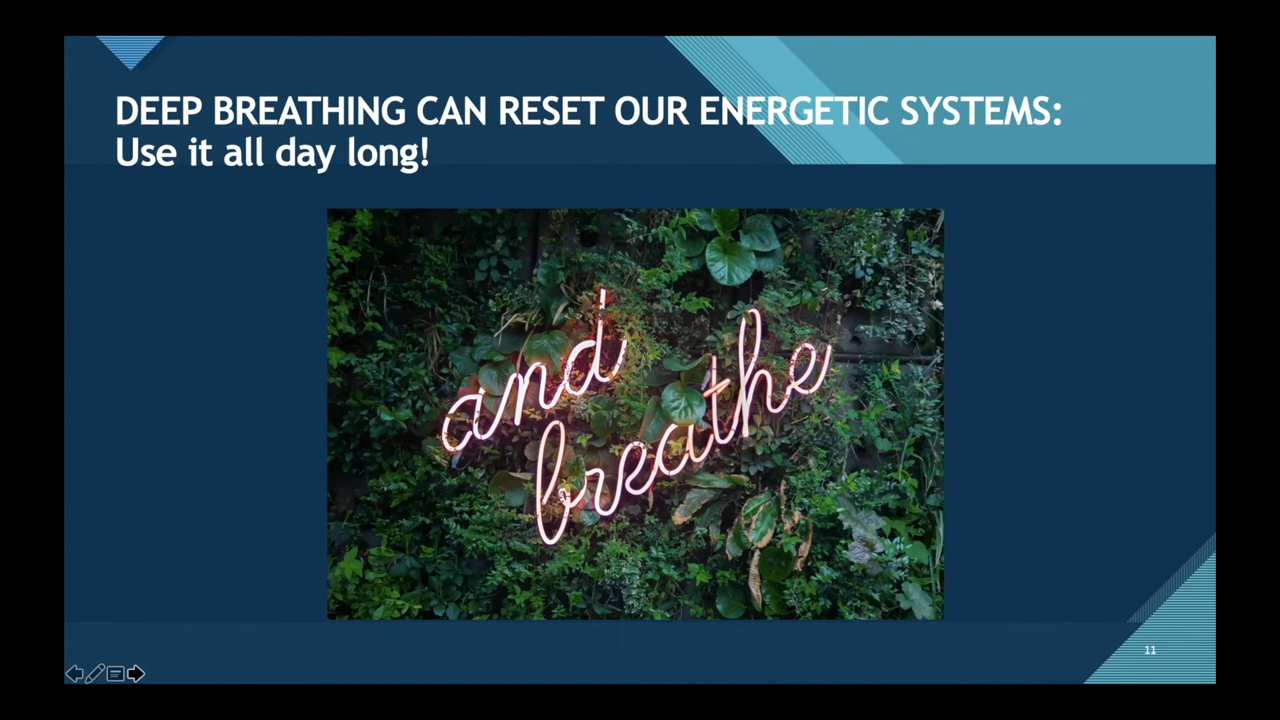 DEEP BREATHING CAN RESET OUR ENERGETIC SYSTEMS:
Use it all day long!
and
breathe
11